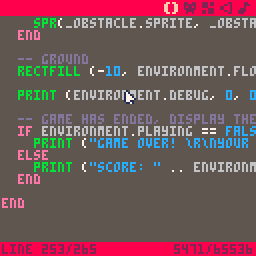 SPR(_OBSTACLE.SPRITE, _OBSTA
END
-- GROUND
RECTFILL (-10, ENVIRONMENT.FLO
PRINT (ENVIRONMENT.DEBUG, 0, 0
-- GAME HAS ENDED, DISPLAY THE
IF ENVIRONMENT.PLAYING == FALS
PRINT ("GAME OVER! \R\NYOUR
ELSE
PRINT ("SCORE: " .. ENVIRONM
END
END
LINE 253/265 5471/65536